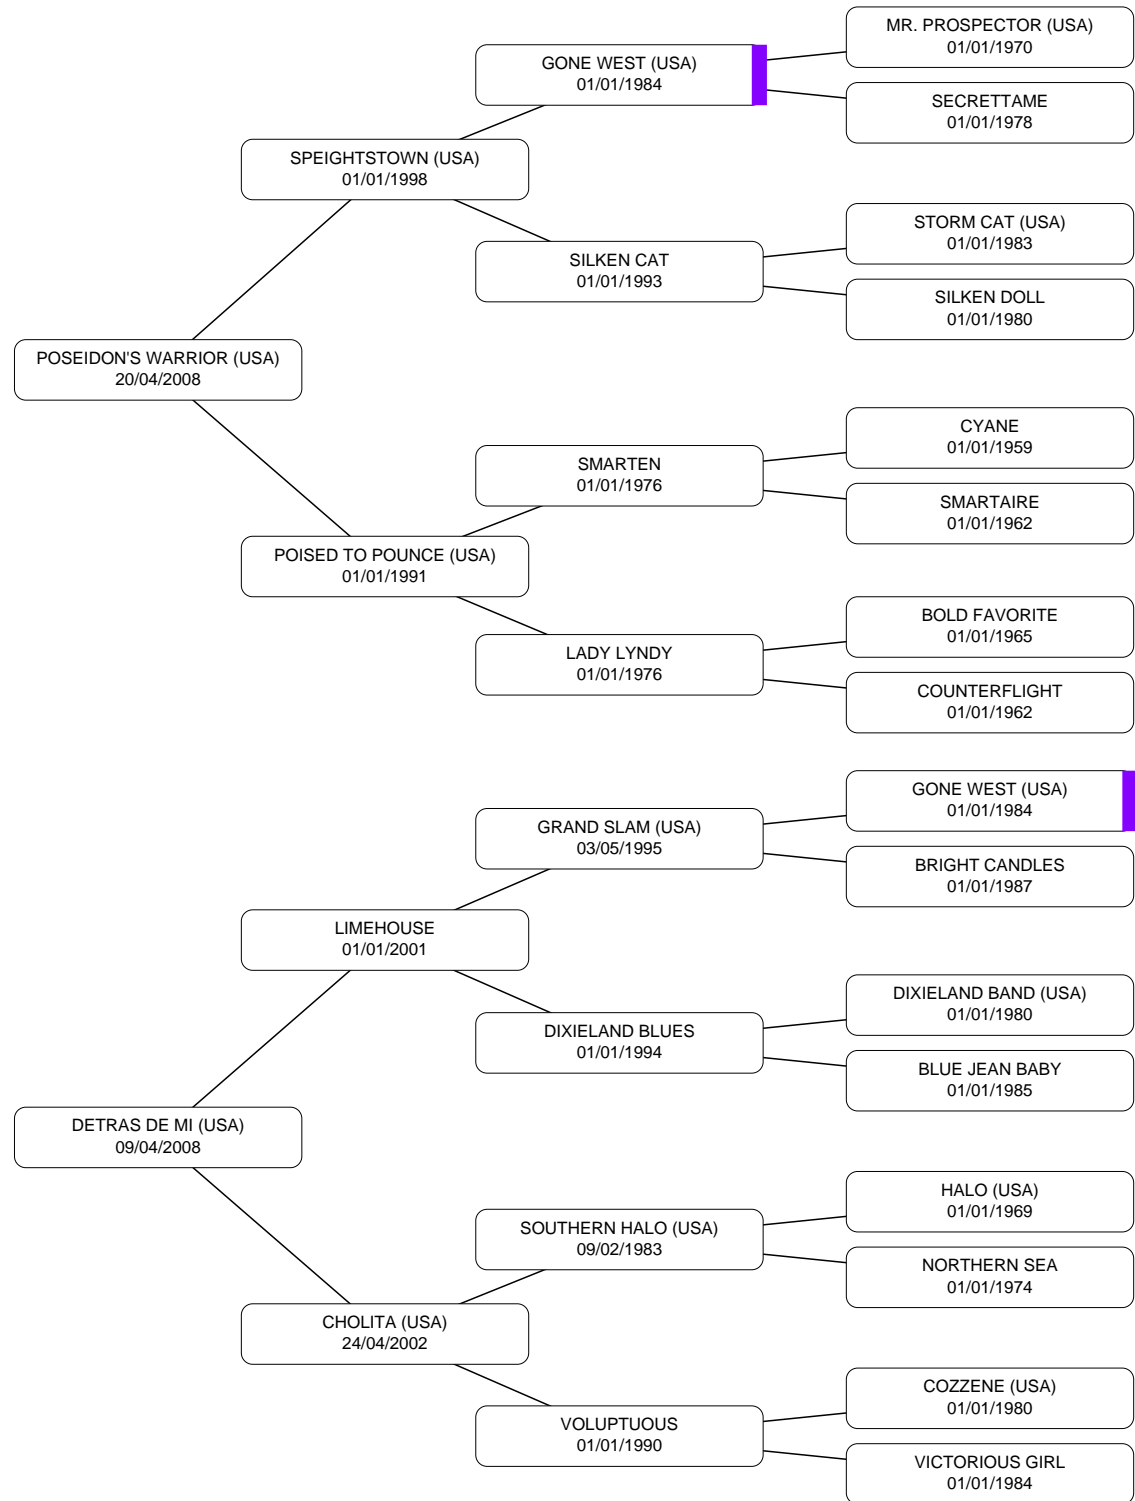 MR. PROSPECTOR (USA)
01/01/1970
GONE WEST (USA)
01/01/1984
SECRETTAME
01/01/1978
SPEIGHTSTOWN (USA)
01/01/1998
STORM CAT (USA)
01/01/1983
SILKEN CAT
01/01/1993
SILKEN DOLL
01/01/1980
POSEIDON'S WARRIOR (USA)
20/04/2008
CYANE
01/01/1959
SMARTEN
01/01/1976
SMARTAIRE
01/01/1962
POISED TO POUNCE (USA)
01/01/1991
BOLD FAVORITE
01/01/1965
LADY LYNDY
01/01/1976
COUNTERFLIGHT
01/01/1962
GONE WEST (USA)
01/01/1984
GRAND SLAM (USA)
03/05/1995
BRIGHT CANDLES
01/01/1987
LIMEHOUSE
01/01/2001
DIXIELAND BAND (USA)
01/01/1980
DIXIELAND BLUES
01/01/1994
BLUE JEAN BABY
01/01/1985
DETRAS DE MI (USA)
09/04/2008
HALO (USA)
01/01/1969
SOUTHERN HALO (USA)
09/02/1983
NORTHERN SEA
01/01/1974
CHOLITA (USA)
24/04/2002
COZZENE (USA)
01/01/1980
VOLUPTUOUS
01/01/1990
VICTORIOUS GIRL
01/01/1984